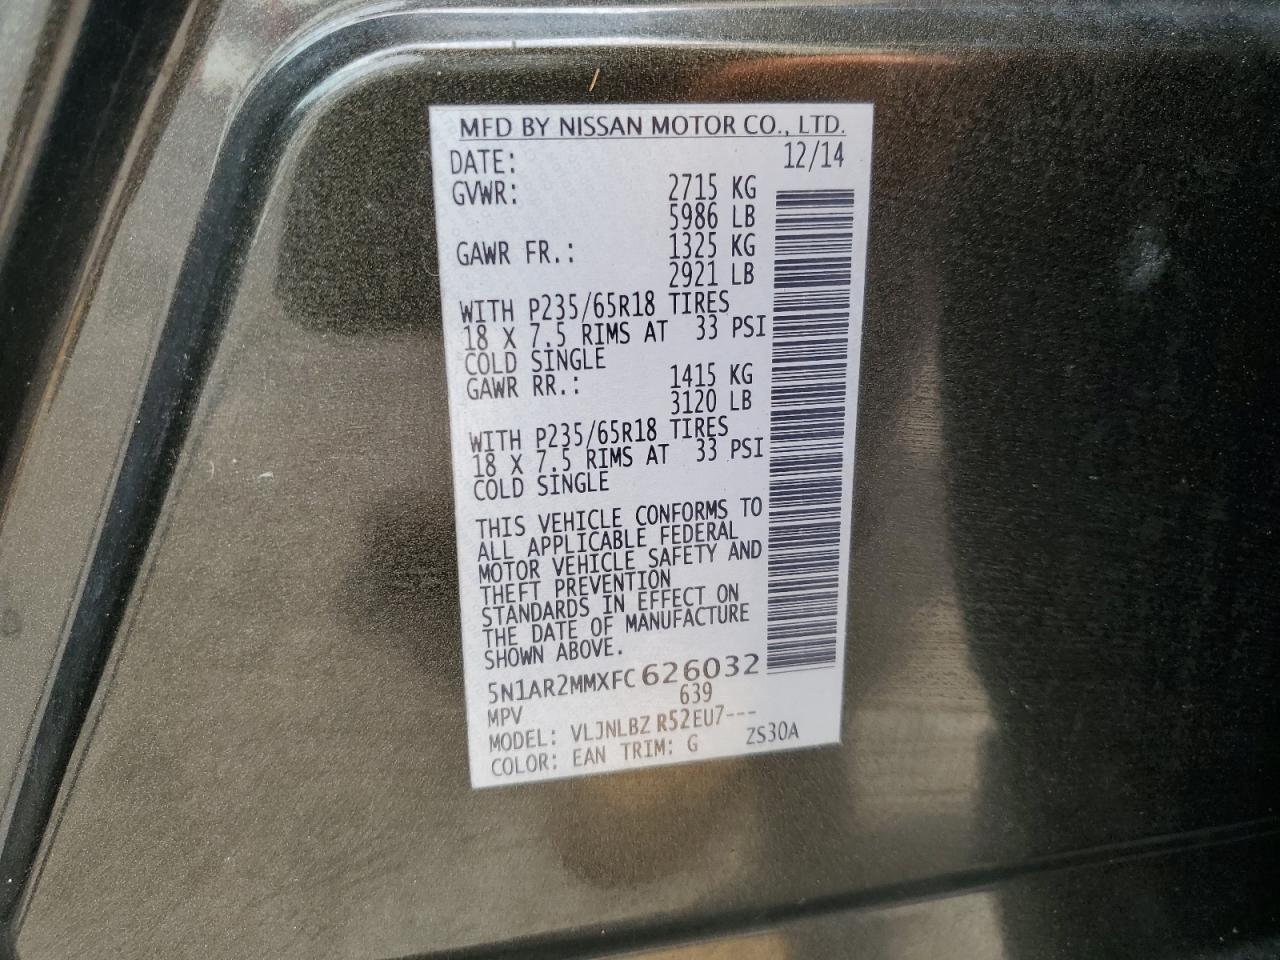 MFD BY NISSAN MOTOR CO., LTD.
DATE: 12/14
GVWR: 2715 KG
5986 LB
GAWR FR.: 1325 KG
2921 LB
WITH P235/65R18 TIRES
18 X 7.5 RIMS AT 33 PSI
COLD SINGLE
GAWR RR.: 1415 KG
3120 LB
WITH P235/65R18 TIRES
18 X 7.5 RIMS AT 33 PSI
COLD SINGLE
THIS VEHICLE CONFORMS TO
ALL APPLICABLE FEDERAL
MOTOR VEHICLE SAFETY AND
THEFT PREVENTION
STANDARDS IN EFFECT ON
THE DATE OF MANUFACTURE
SHOWN ABOVE.
5N1AR2MMXFC626032
MPV 639
MODEL: VLJNLBZ R52EU7---
COLOR: EAN TRIM: G ZS30A